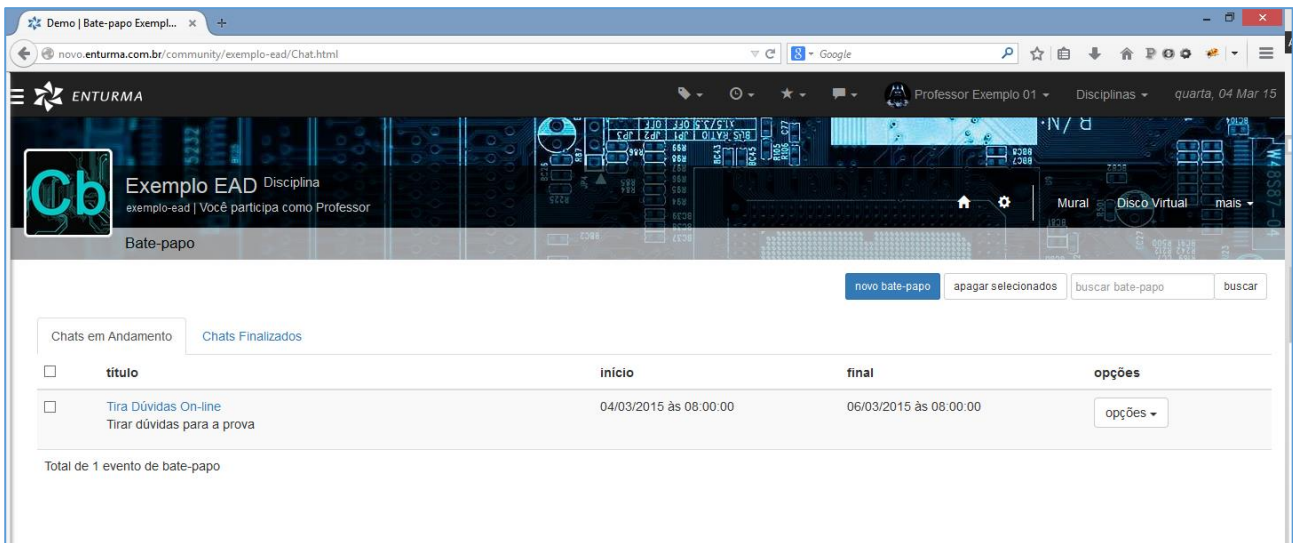 Demo | Bate-papo Exempl...
novo.enturma.com.br/community/exemplo-ead/Chat.html
Google
ENTURMA
Professor Exemplo 01
Disciplinas
quarta, 04 Mar 15
Cb
Exemplo EAD Disciplina
exemplo-ead | Você participa como Professor
Mural
Disco Virtual
mais
Bate-papo
novo bate-papo
apagar selecionados
buscar bate-papo
buscar
Chats em Andamento
Chats Finalizados
título
início
final
opções
Tira Dúvidas On-line
04/03/2015 às 08:00:00
06/03/2015 às 08:00:00
opções
Tirar dúvidas para a prova
Total de 1 evento de bate-papo